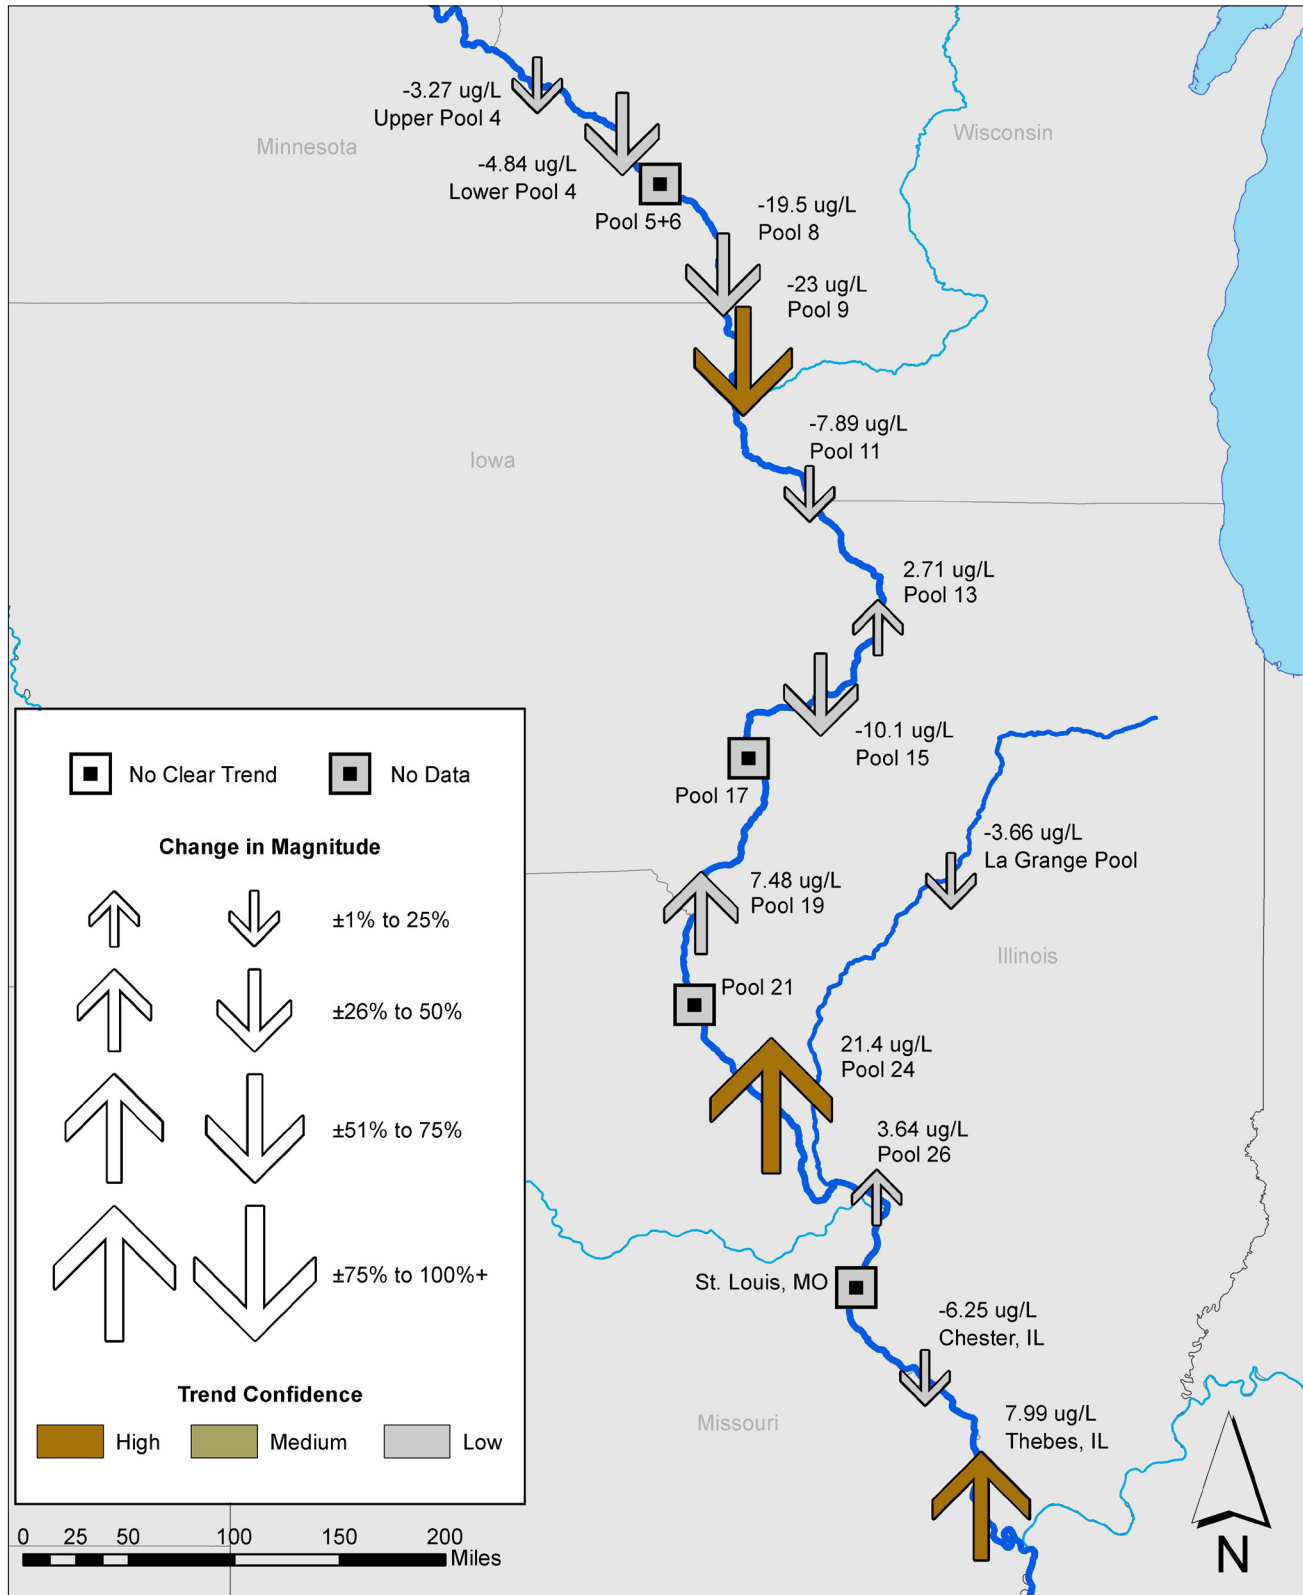 -3.27 ug/L
Upper Pool 4
Minnesota
Wisconsin
-4.84 ug/L
Lower Pool 4
Pool 5+6
-19.5 ug/L
Pool 8
-23 ug/L
Pool 9
-7.89 ug/L
Pool 11
Iowa
2.71 ug/L
Pool 13
-10.1 ug/L
Pool 15
Pool 17
-3.66 ug/L
La Grange Pool
7.48 ug/L
Pool 19
Illinois
Pool 21
21.4 ug/L
Pool 24
3.64 ug/L
Pool 26
St. Louis, MO
-6.25 ug/L
Chester, IL
Missouri
7.99 ug/L
Thebes, IL
No Clear Trend
No Data
Change in Magnitude
±1% to 25%
±26% to 50%
±51% to 75%
±75% to 100%+
Trend Confidence
High
Medium
Low
0 25 50 100 150 200
Miles
N